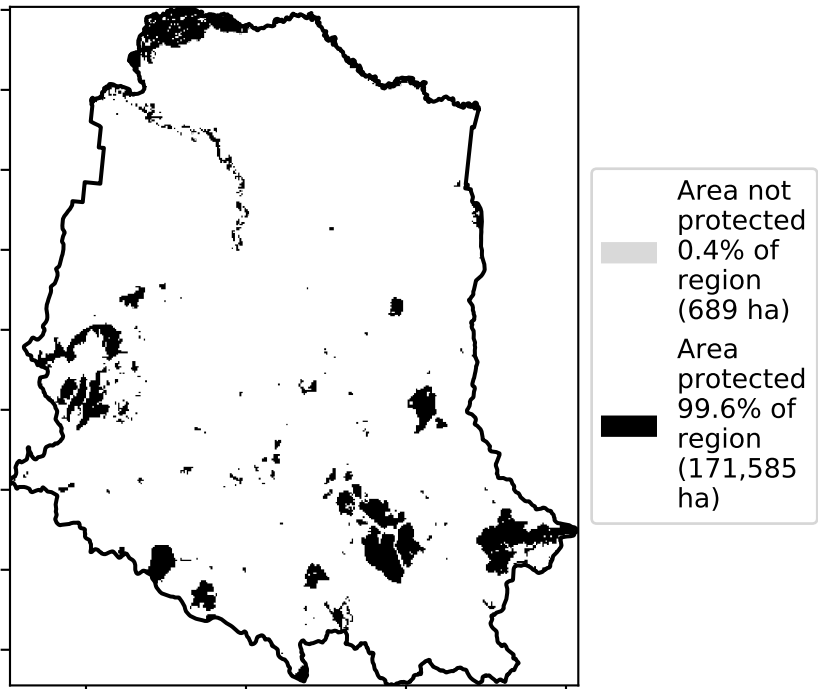 Area not
protected
0.4% of
region
(689 ha)
Area
protected
99.6% of
region
(171,585
ha)